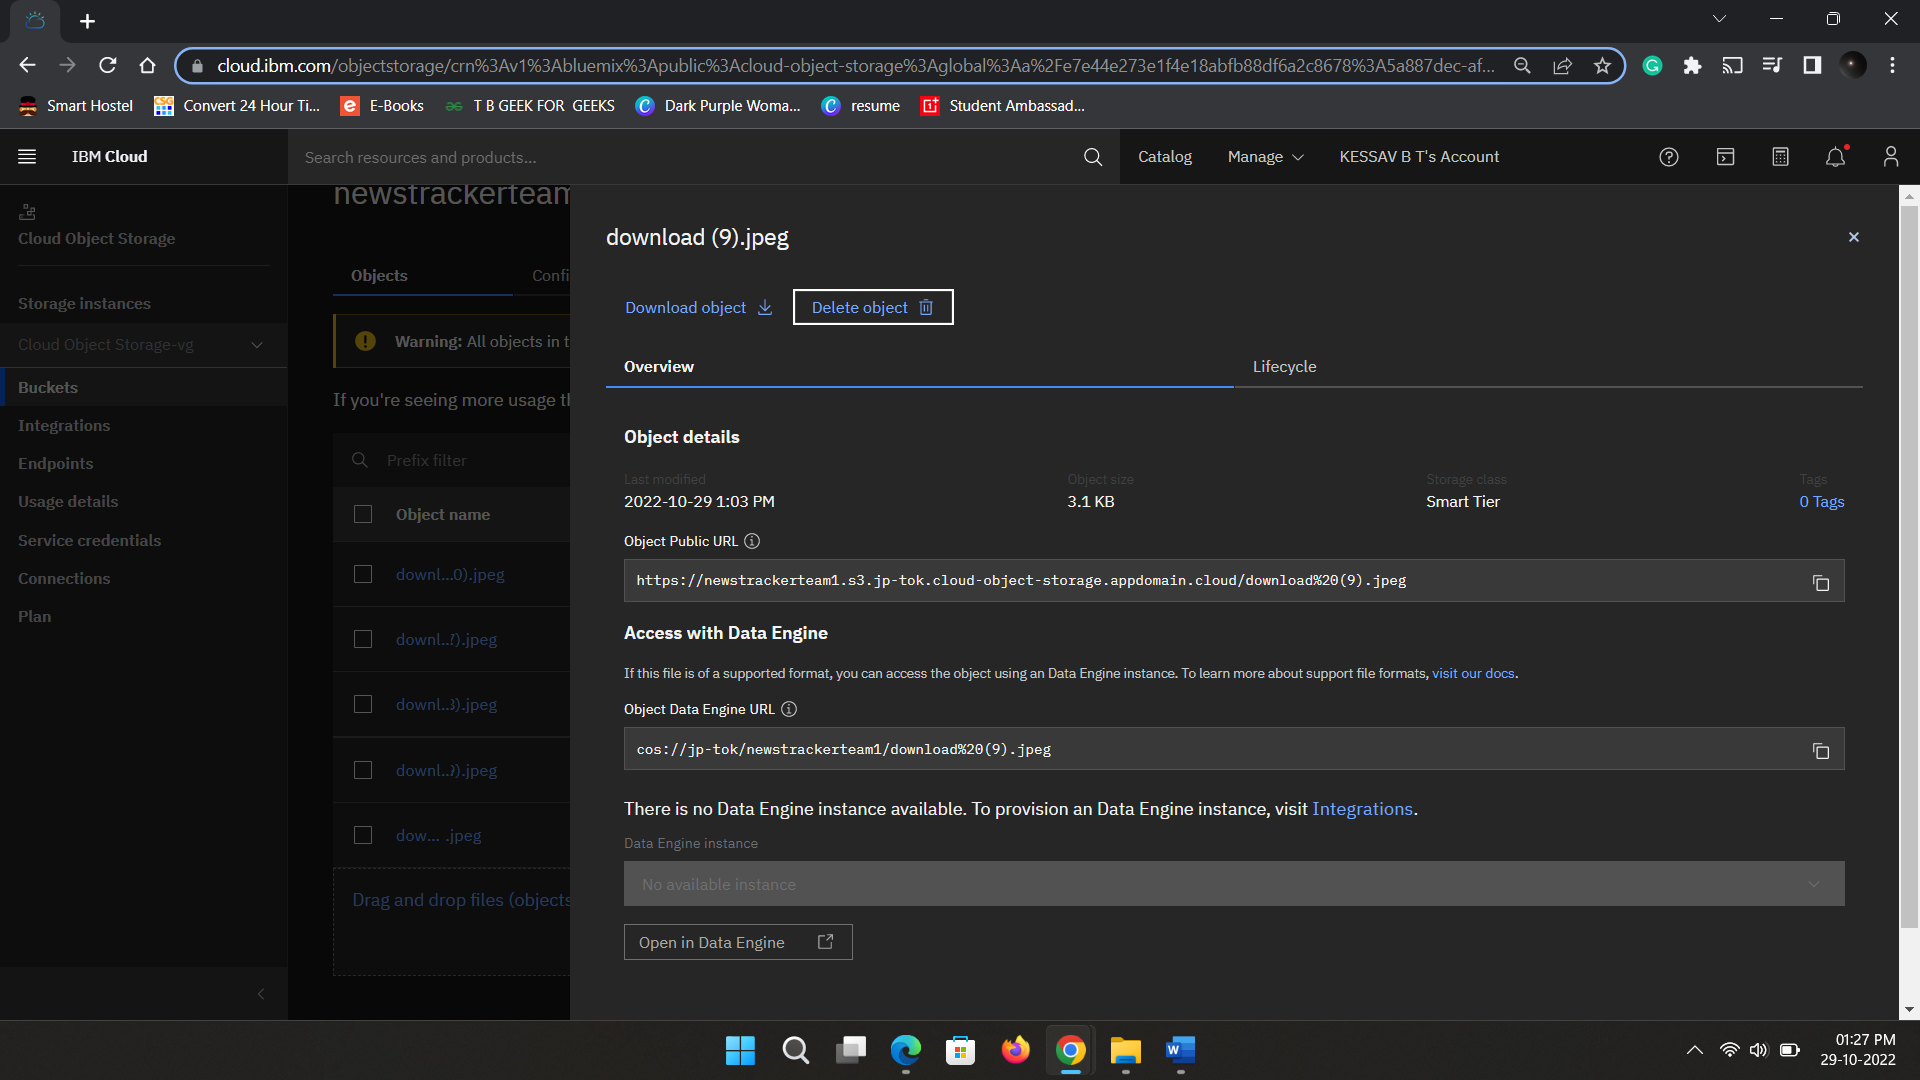 cloud.ibm.com/objectstorage/crn%3Av1%3Abluemix%3Apublic%3Acloud-object-storage%3Aglobal%3Aa%2Fe7e44e273e1f4e18abfb88df6a2c8678%3A5a887dec-af...
Smart Hostel
Convert 24 Hour Ti...
E-Books
T B GEEK FOR GEEKS
Dark Purple Woma...
resume
Student Ambassad...
IBM Cloud
Search resources and products...
Catalog
Manage
KESSAV B T's Account
Cloud Object Storage
Storage instances
Cloud Object Storage-vg
Buckets
Integrations
Endpoints
Usage details
Service credentials
Connections
Plan
newstrackerteam
Objects
Confi
Warning: All objects in t
If you're seeing more usage t
Prefix filter
Object name
downl...0).jpeg
downl..?).jpeg
downl..3).jpeg
downl..?).jpeg
dow... .jpeg
Drag and drop files (objects
download (9).jpeg
Download object
Delete object
Overview
Lifecycle
Object details
Last modified
2022-10-29 1:03 PM
Object size
3.1 KB
Storage class
Smart Tier
Tags
0 Tags
Object Public URL
https://newstrackerteam1.s3.jp-tok.cloud-object-storage.appdomain.cloud/download%20(9).jpeg
Access with Data Engine
If this file is of a supported format, you can access the object using an Data Engine instance. To learn more about support file formats, visit our docs.
Object Data Engine URL
cos://jp-tok/newstrackerteam1/download%20(9).jpeg
There is no Data Engine instance available. To provision an Data Engine instance, visit Integrations.
Data Engine instance
No available instance
Open in Data Engine
01:27 PM
29-10-2022